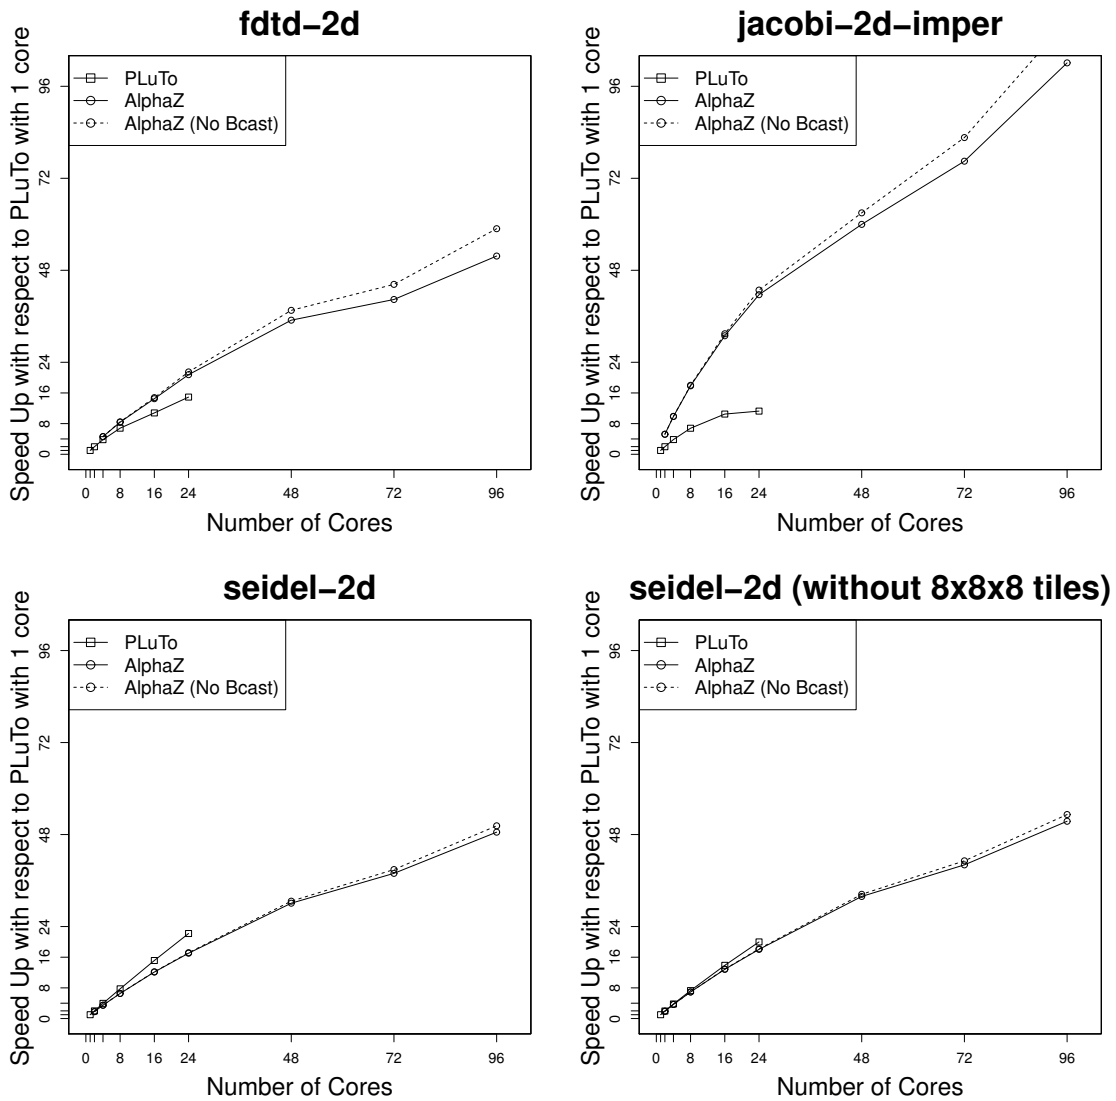 fdtd−2d
Speed Up with respect to PLuTo with 1 core
96
72
48
24
16
8
0
PLuTo
AlphaZ
AlphaZ (No Bcast)
0 8 16 24 48 72 96
Number of Cores
jacobi−2d−imper
Speed Up with respect to PLuTo with 1 core
96
72
48
24
16
8
0
PLuTo
AlphaZ
AlphaZ (No Bcast)
0 8 16 24 48 72 96
Number of Cores
seidel−2d
Speed Up with respect to PLuTo with 1 core
96
72
48
24
16
8
0
PLuTo
AlphaZ
AlphaZ (No Bcast)
0 8 16 24 48 72 96
Number of Cores
seidel−2d (without 8x8x8 tiles)
Speed Up with respect to PLuTo with 1 core
96
72
48
24
16
8
0
PLuTo
AlphaZ
AlphaZ (No Bcast)
0 8 16 24 48 72 96
Number of Cores